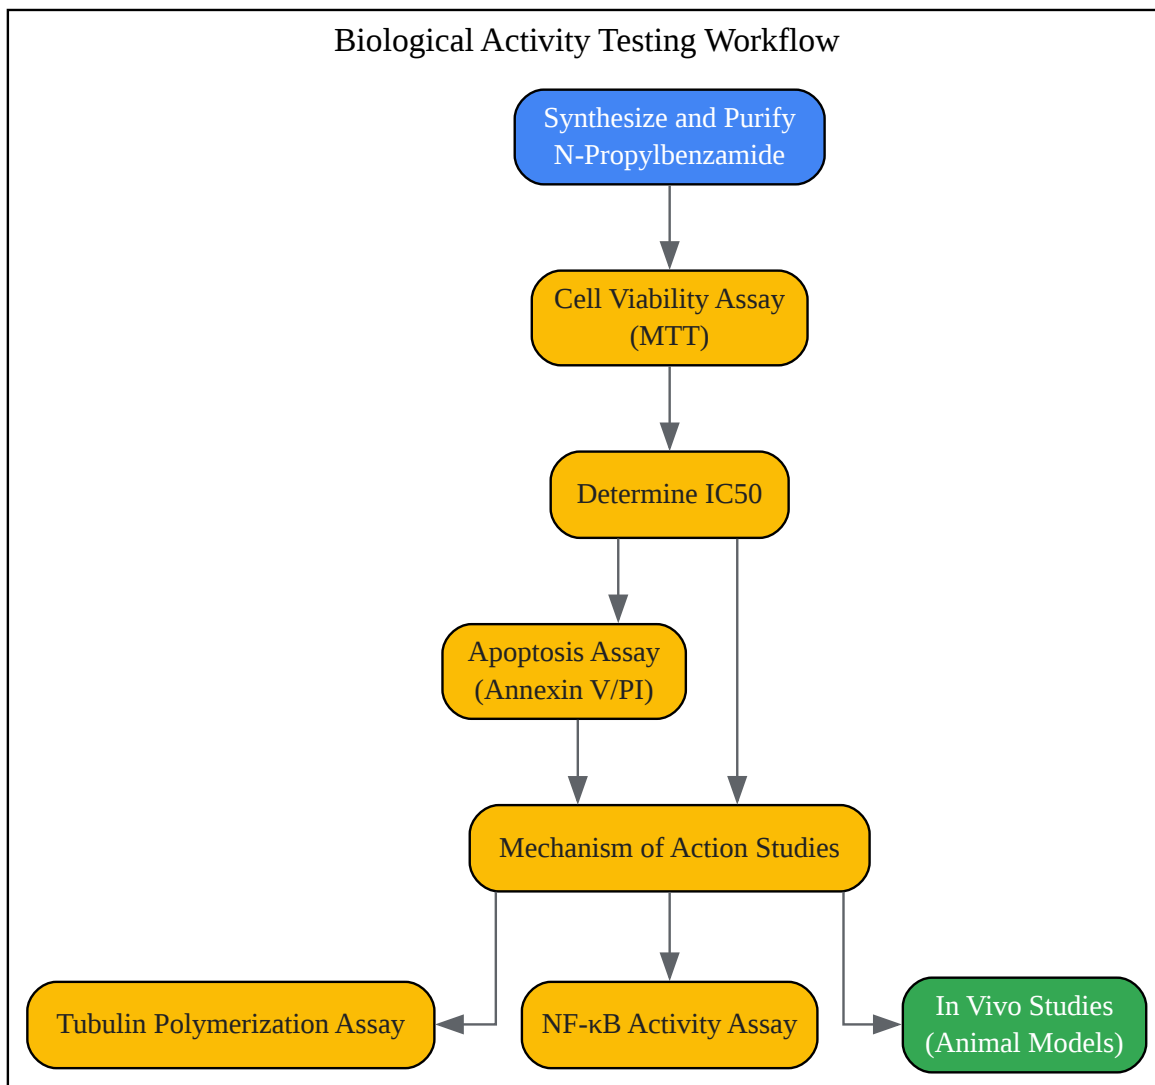 Biological Activity Testing Workflow
Synthesize and Purify
N-Propylbenzamide
Cell Viability Assay
(MTT)
Determine IC50
Apoptosis Assay
(Annexin V/PI)
Mechanism of Action Studies
Tubulin Polymerization Assay
NF-κB Activity Assay
In Vivo Studies
(Animal Models)